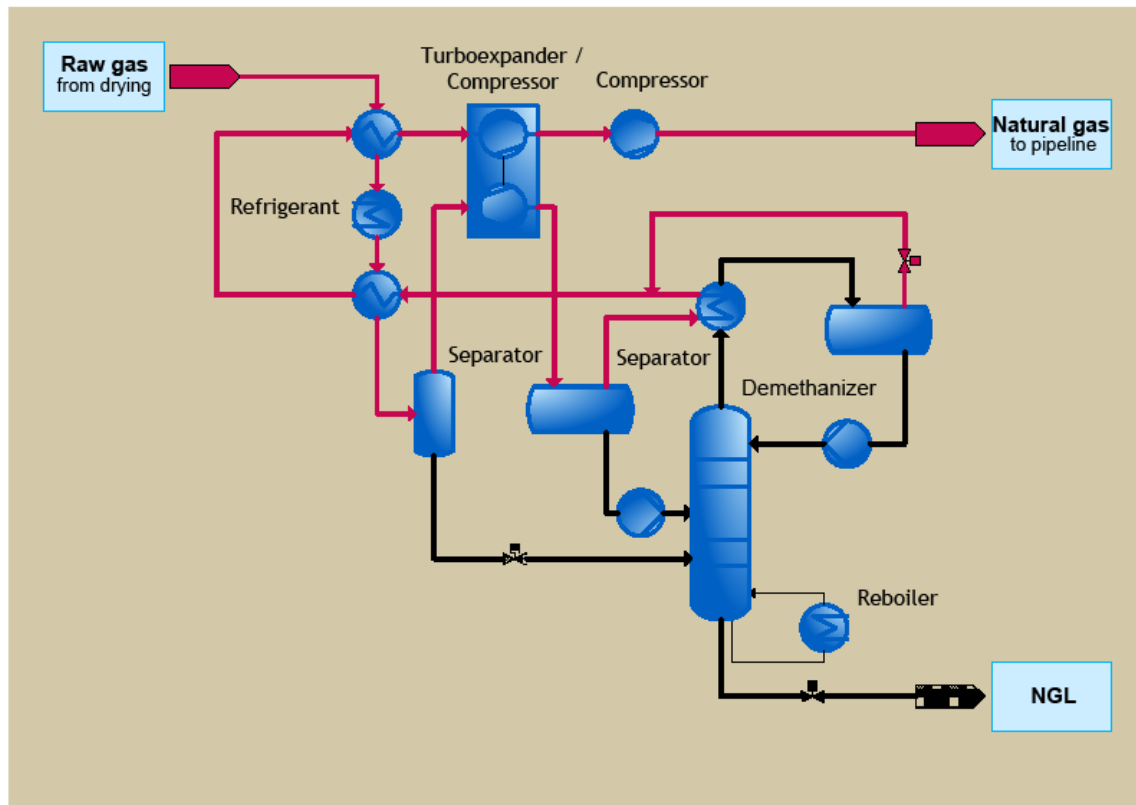 Raw gas
from drying
Turboexpander /
Compressor
Compressor
Natural gas
to pipeline
Refrigerant
Separator
Separator
Demethanizer
Reboiler
NGL